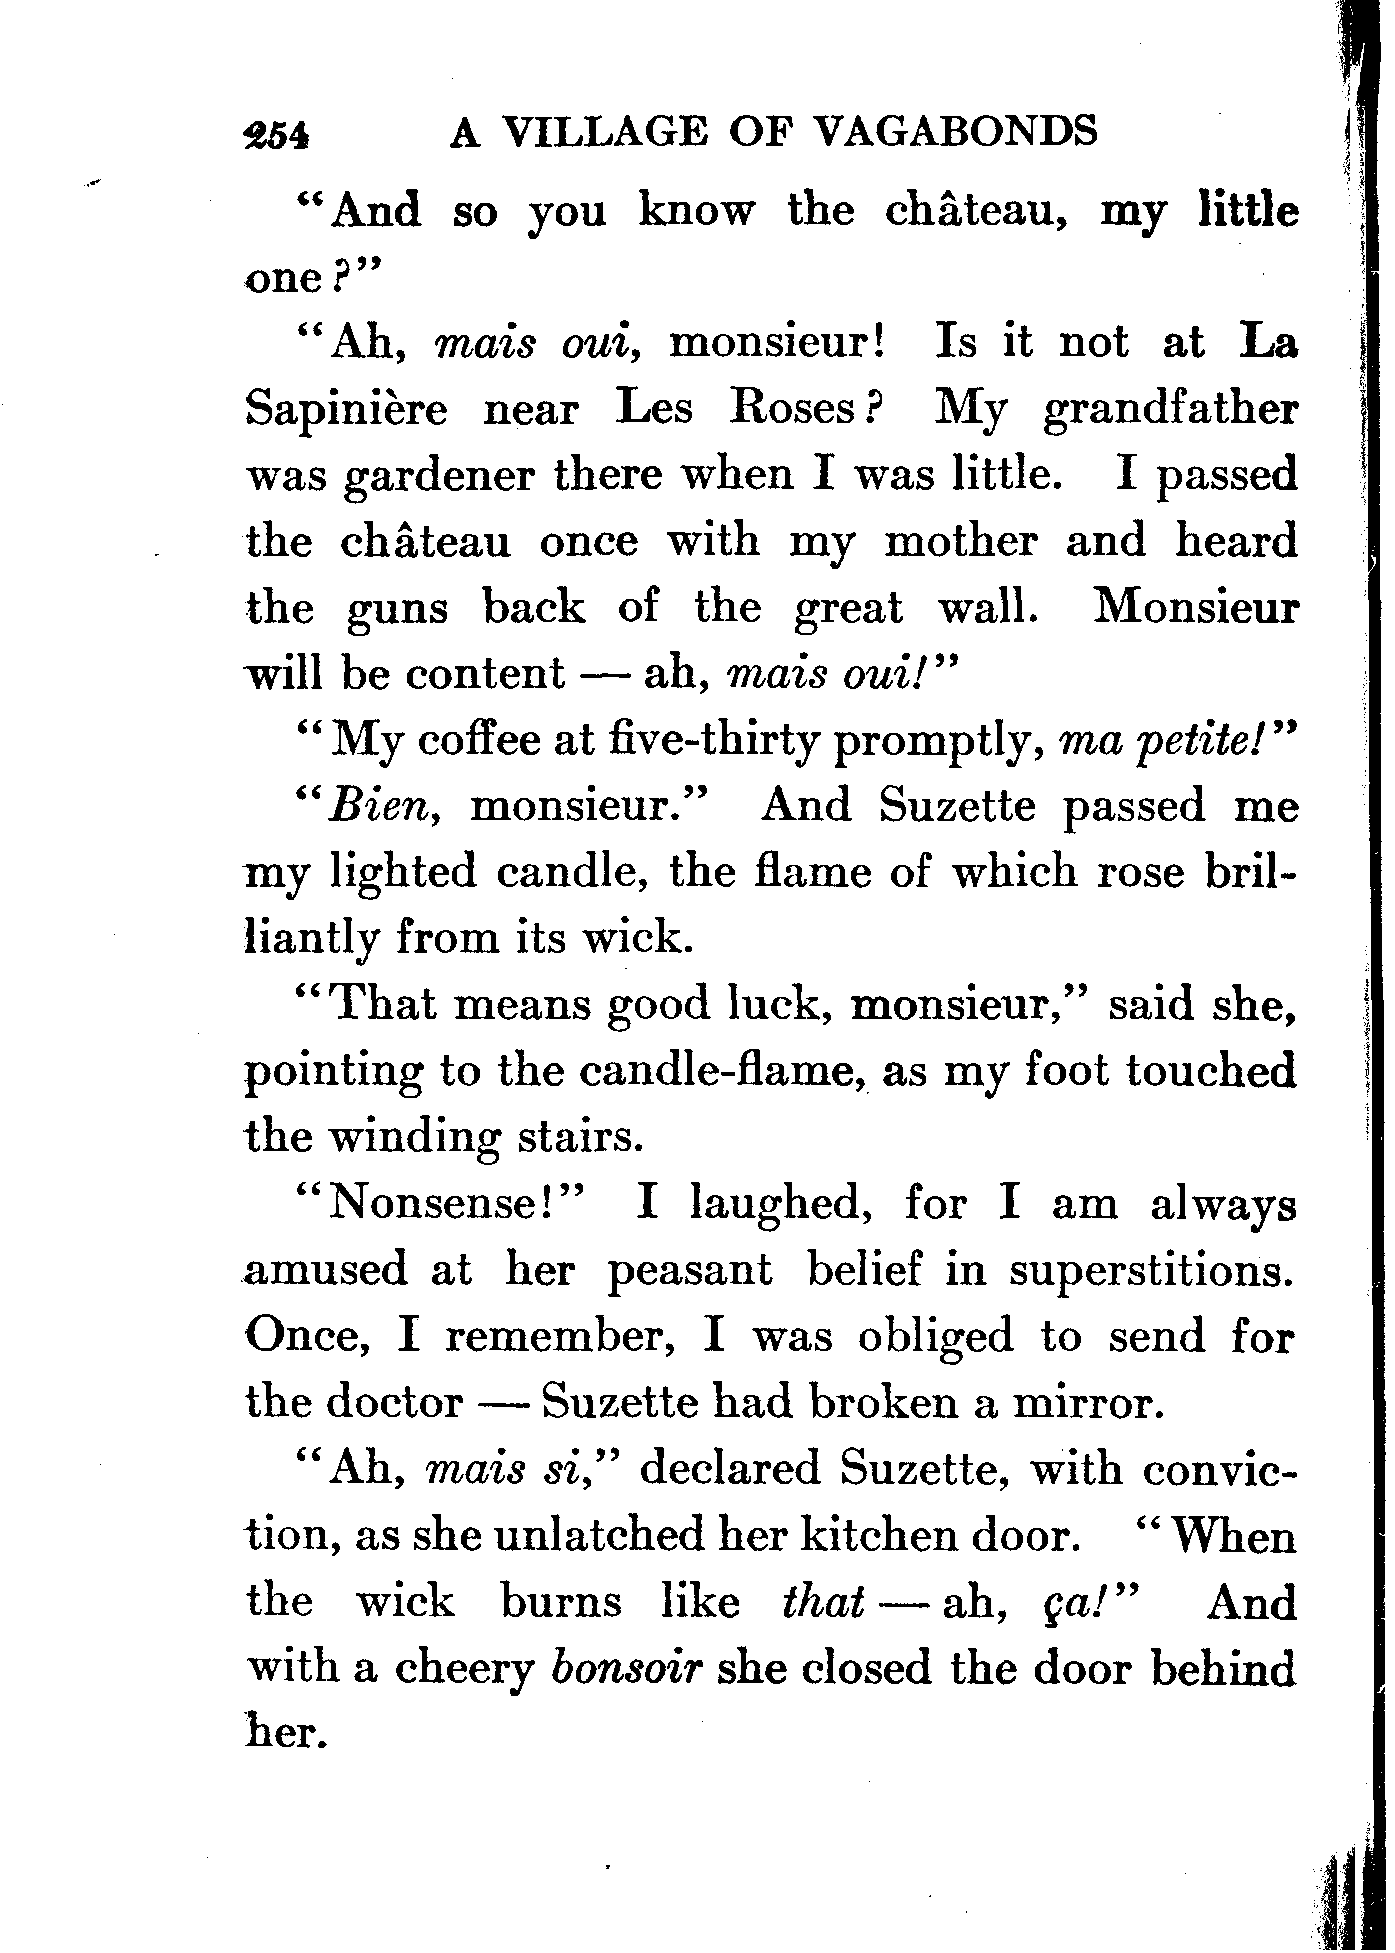 254 A VILLAGE OF VAGABONDS
“And so you know the château, my little
one?”
“Ah, mais oui, monsieur! Is it not at La
Sapinière near Les Roses? My grandfather
was gardener there when I was little. I passed
the château once with my mother and heard
the guns back of the great wall. Monsieur
will be content — ah, mais oui!”
“My coffee at five-thirty promptly, ma petite!”
“Bien, monsieur.” And Suzette passed me
my lighted candle, the flame of which rose bril-
liantly from its wick.
“That means good luck, monsieur,” said she,
pointing to the candle-flame, as my foot touched
the winding stairs.
“Nonsense!” I laughed, for I am always
amused at her peasant belief in superstitions.
Once, I remember, I was obliged to send for
the doctor — Suzette had broken a mirror.
“Ah, mais si,” declared Suzette, with convic-
tion, as she unlatched her kitchen door. “When
the wick burns like that — ah, ça!” And
with a cheery bonsoir she closed the door behind
her.